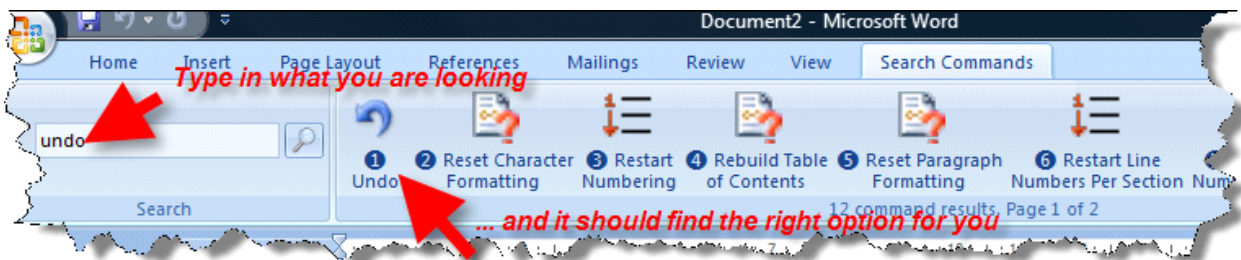 Document2 - Microsoft Word
Home Insert Page Layout References Mailings Review View Search Commands
Type in what you are looking
undo
1 Undo
2 Reset Character Formatting
3 Restart Numbering
4 Rebuild Table of Contents
5 Reset Paragraph Formatting
6 Restart Line Numbers Per Section
Num
Search
12 command results, Page 1 of 2
... and it should find the right option for you